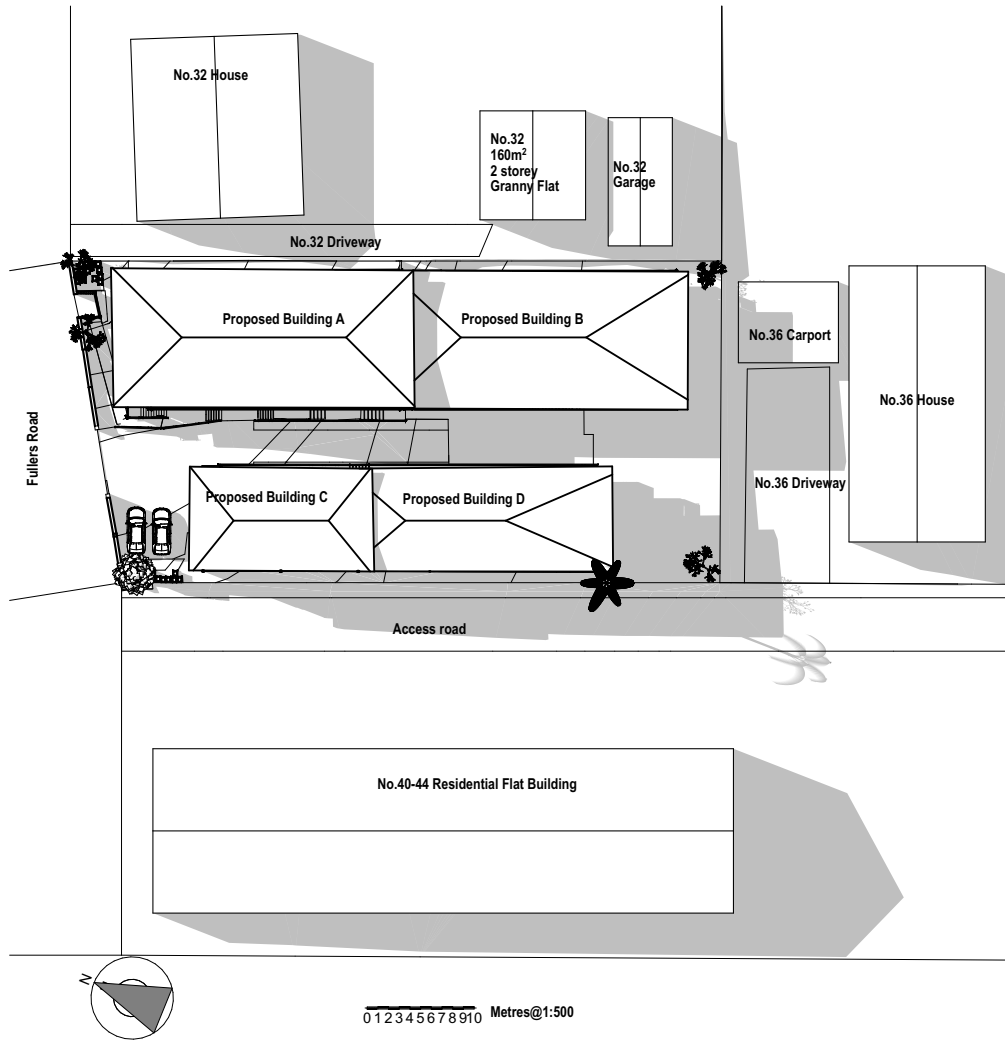 No.32 House
No.32
160m²
2 storey
Granny Flat
No.32
Garage
No.32 Driveway
Proposed Building A
Proposed Building B
No.36 Carport
No.36 House
Fullers Road
No.36 Driveway
Proposed Building C
Proposed Building D
Access road
No.40-44 Residential Flat Building
N
0 1 2 3 4 5 6 7 8 9 10 Metres@1:500